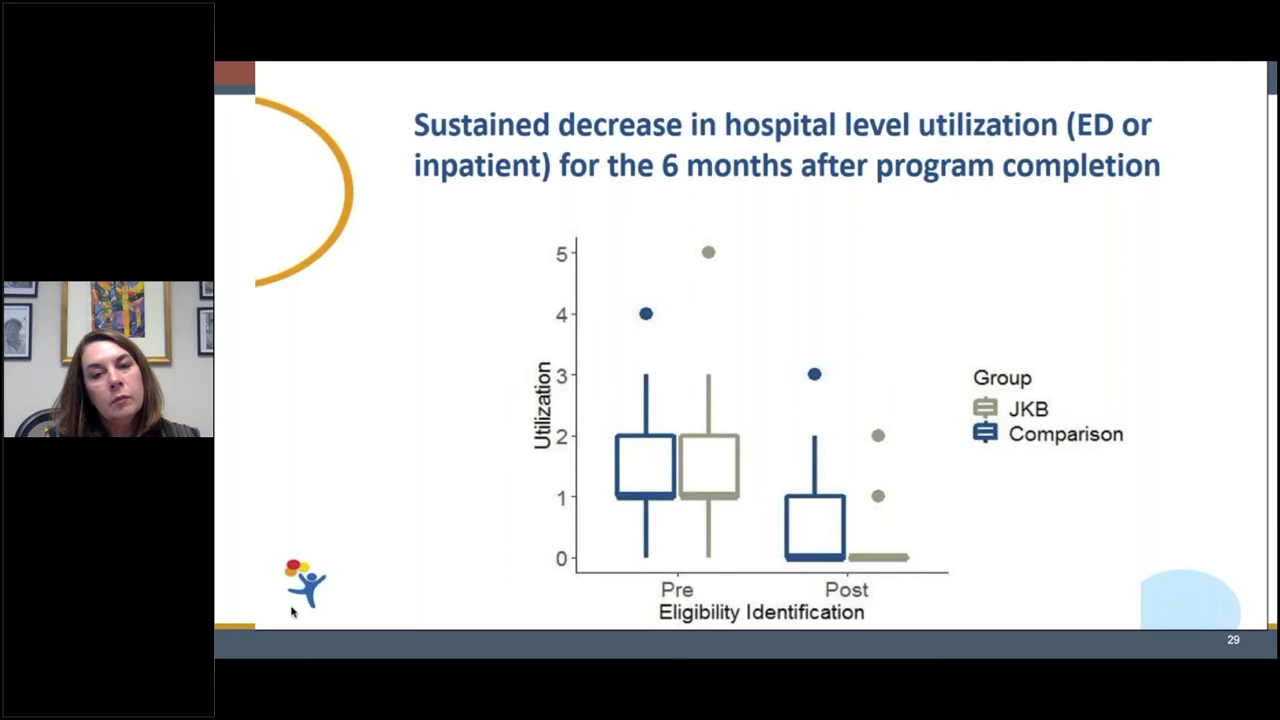 Sustained decrease in hospital level utilization (ED or
inpatient) for the 6 months after program completion
5
4
3
2
1
0
Utilization
Pre
Post
Eligibility Identification
Group
JKB
Comparison
29